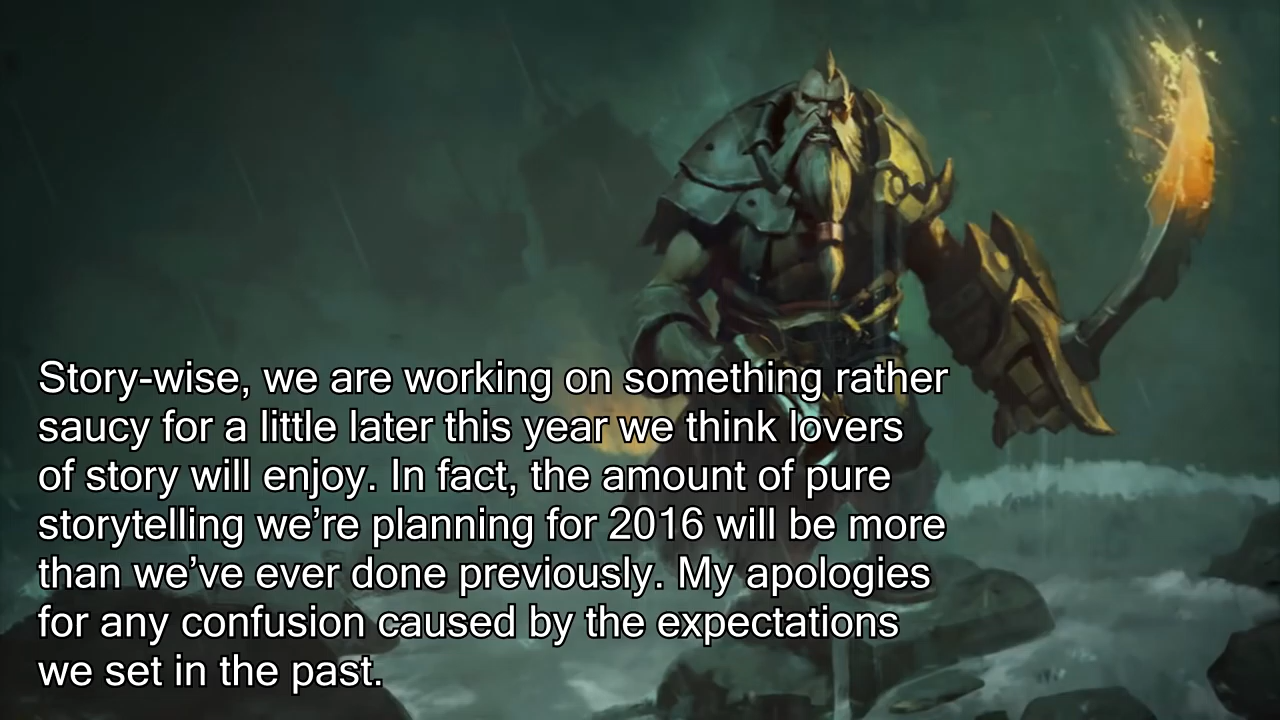 Story-wise, we are working on something rather
saucy for a little later this year we think lovers
of story will enjoy. In fact, the amount of pure
storytelling we’re planning for 2016 will be more
than we’ve ever done previously. My apologies
for any confusion caused by the expectations
we set in the past.